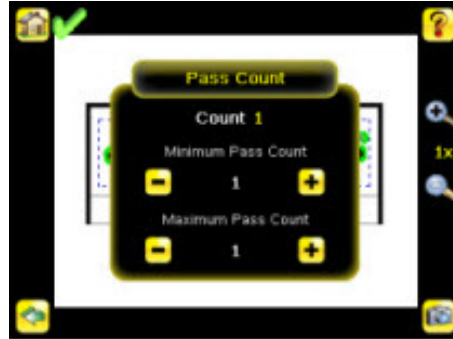 Pass Count
Count 1
Minimum Pass Count
1
Maximum Pass Count
1
1x